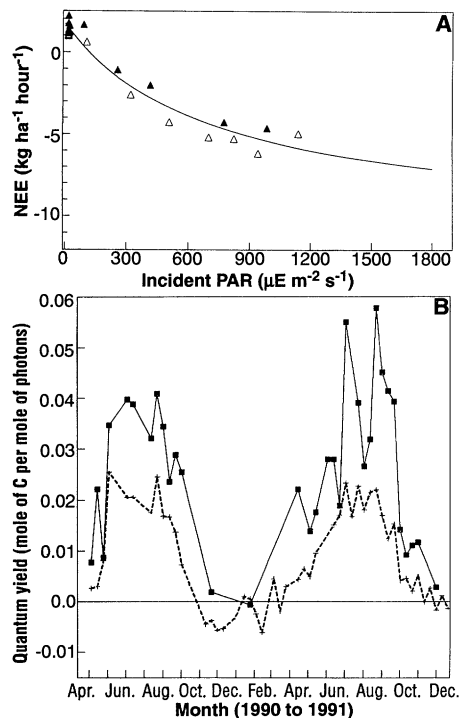 A
0
-5
-10
NEE (kg ha⁻¹ hour⁻¹)
0 300 600 900 1200 1500 1800
Incident PAR (µE m⁻² s⁻¹)
B
0.06
0.05
0.04
0.03
0.02
0.01
0.0
-0.01
Quantum yield (mole of C per mole of photons)
Apr. Jun. Aug. Oct. Dec. Feb. Apr. Jun. Aug. Oct. Dec.
Month (1990 to 1991)